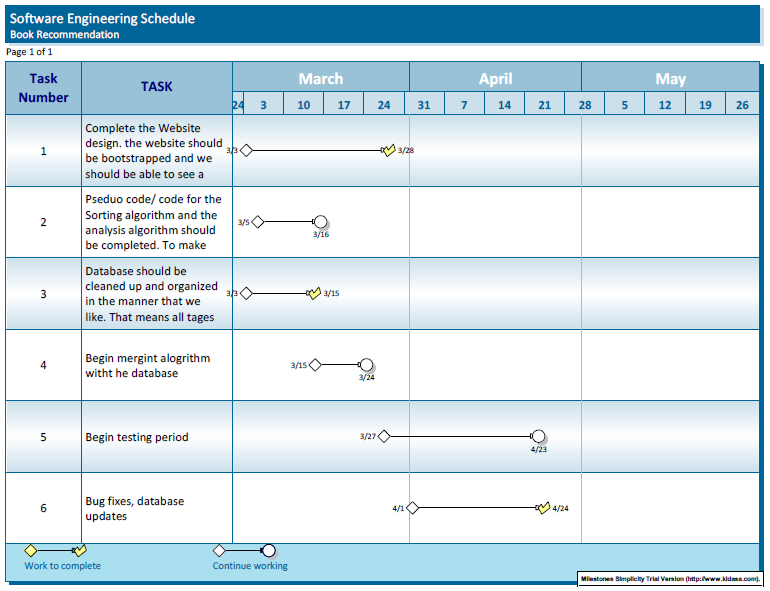 Software Engineering Schedule
Book Recommendation
Page 1 of 1
Task Number
TASK
March
April
May
24 3 10 17 24 31 7 14 21 28 5 12 19 26
1
Complete the Website
design. the website should
be bootstrapped and we
should be able to see a
3/3
3/28
2
Pseduo code/ code for the
Sorting algorithm and the
analysis algorithm should
be completed. To make
3/5
3/16
3
Database should be
cleaned up and organized
in the manner that we
like. That means all tages
3/3
3/15
4
Begin mergint alogrithm
witht he database
3/15
3/24
5
Begin testing period
3/27
4/23
6
Bug fixes, database
updates
4/1
4/24
Work to complete
Continue working
Milestones Simplicity Trial Version (http://www.kidasa.com).